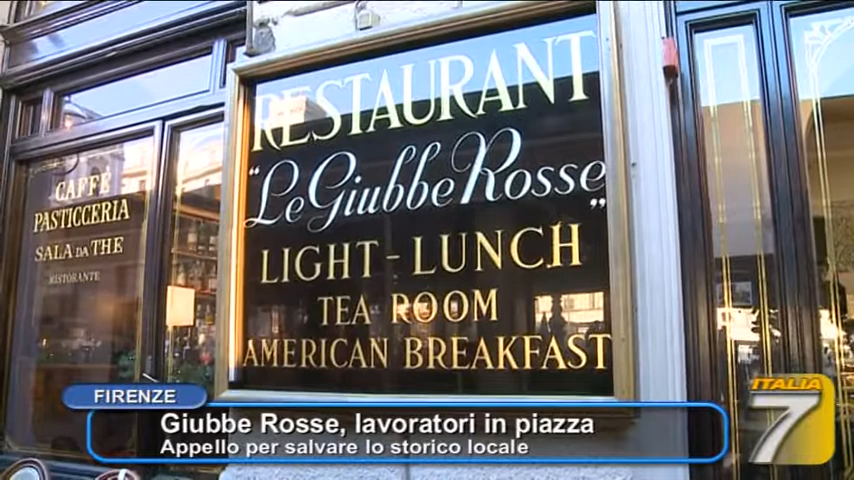 RESTAURANT
"Le Giubbe Rosse"
LIGHT - LUNCH
TEA ROOM
AMERICAN BREAKFAST
CAFFÉ
PASTICCERIA
SALA DA THE
RISTORANTE
FIRENZE
Giubbe Rosse, lavoratori in piazza
Appello per salvare lo storico locale
ITALIA
7